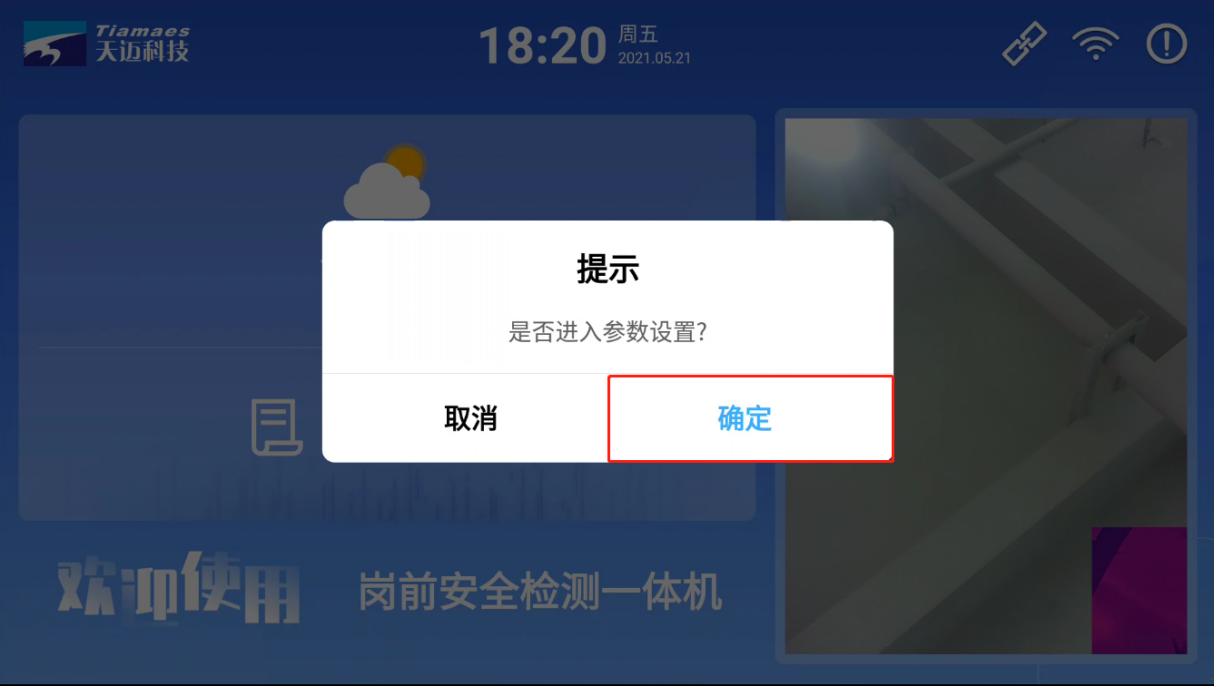 Tiamaes
天迈科技
18:20
周五
2021.05.21
提示
是否进入参数设置?
取消
确定
欢迎使用
岗前安全检测一体机